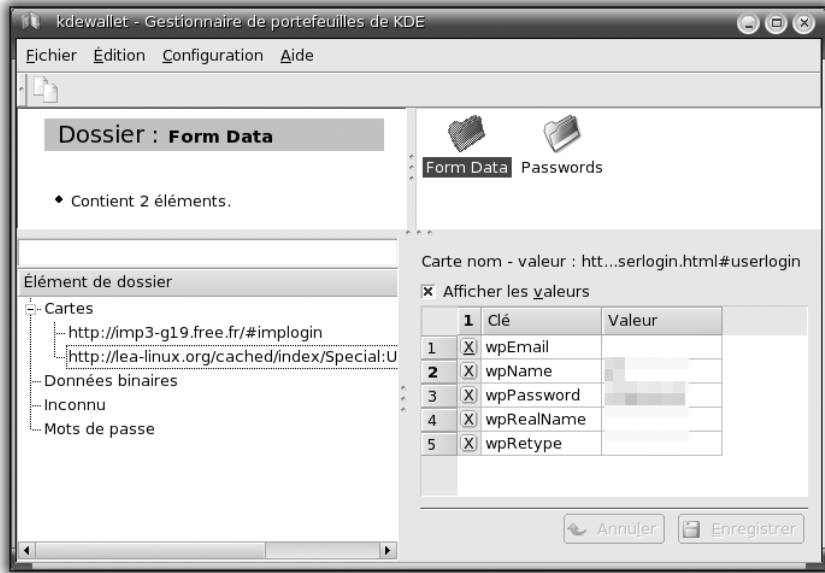 kdewallet - Gestionnaire de portefeuilles de KDE
Fichier Édition Configuration Aide
Dossier : Form Data
Contient 2 éléments.
Form Data Passwords
Élément de dossier
Cartes
http://imp3-g19.free.fr/#implogin
http://lea-linux.org/cached/index/Special:U
Données binaires
Inconnu
Mots de passe
Carte nom - valeur : htt...serlogin.html#userlogin
Afficher les valeurs
1 Clé Valeur
1 X wpEmail
2 X wpName
3 X wpPassword
4 X wpRealName
5 X wpRetype
Annuler Enregistrer